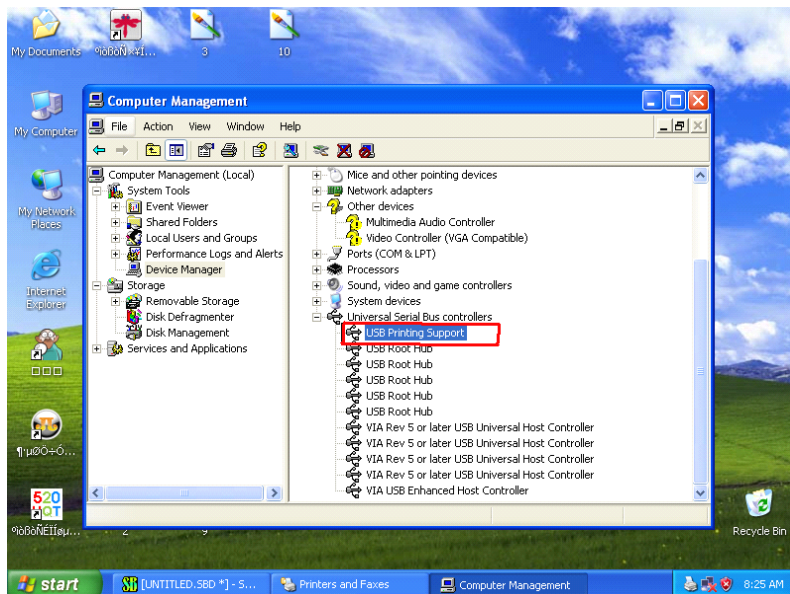 My Documents
3
10
My Computer
My Network
Places
Internet
Explorer
□□□
520
QT
2
9
Recycle Bin
Computer Management
File Action View Window Help
Computer Management (Local)
System Tools
Event Viewer
Shared Folders
Local Users and Groups
Performance Logs and Alerts
Device Manager
Storage
Removable Storage
Disk Defragmenter
Disk Management
Services and Applications
Mice and other pointing devices
Network adapters
Other devices
Multimedia Audio Controller
Video Controller (VGA Compatible)
Ports (COM & LPT)
Processors
Sound, video and game controllers
System devices
Universal Serial Bus controllers
USB Printing Support
USB Root Hub
USB Root Hub
USB Root Hub
USB Root Hub
USB Root Hub
VIA Rev 5 or later USB Universal Host Controller
VIA Rev 5 or later USB Universal Host Controller
VIA Rev 5 or later USB Universal Host Controller
VIA Rev 5 or later USB Universal Host Controller
VIA USB Enhanced Host Controller
start
SB [UNTITLED.SBD *] - S...
Printers and Faxes
Computer Management
8:25 AM